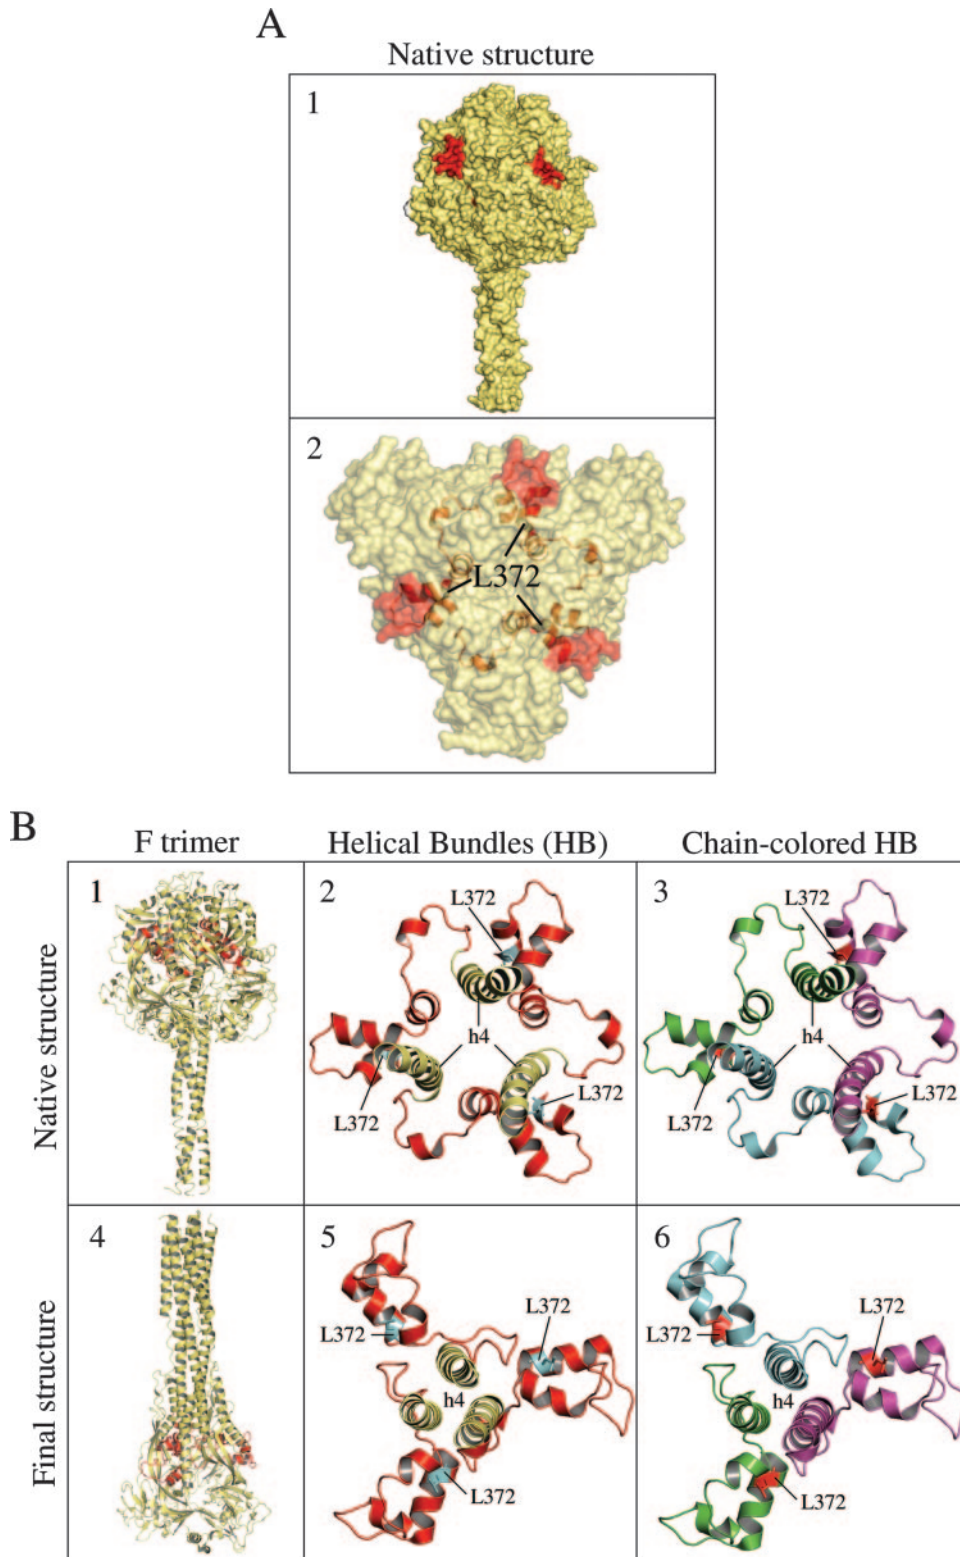 A
Native structure
1
2
L372
B
F trimer
Helical Bundles (HB)
Chain-colored HB
Native structure
1
2
L372
h4
L372
L372
3
L372
h4
L372
L372
Final structure
4
5
L372
L372
h4
L372
6
L372
L372
h4
L372